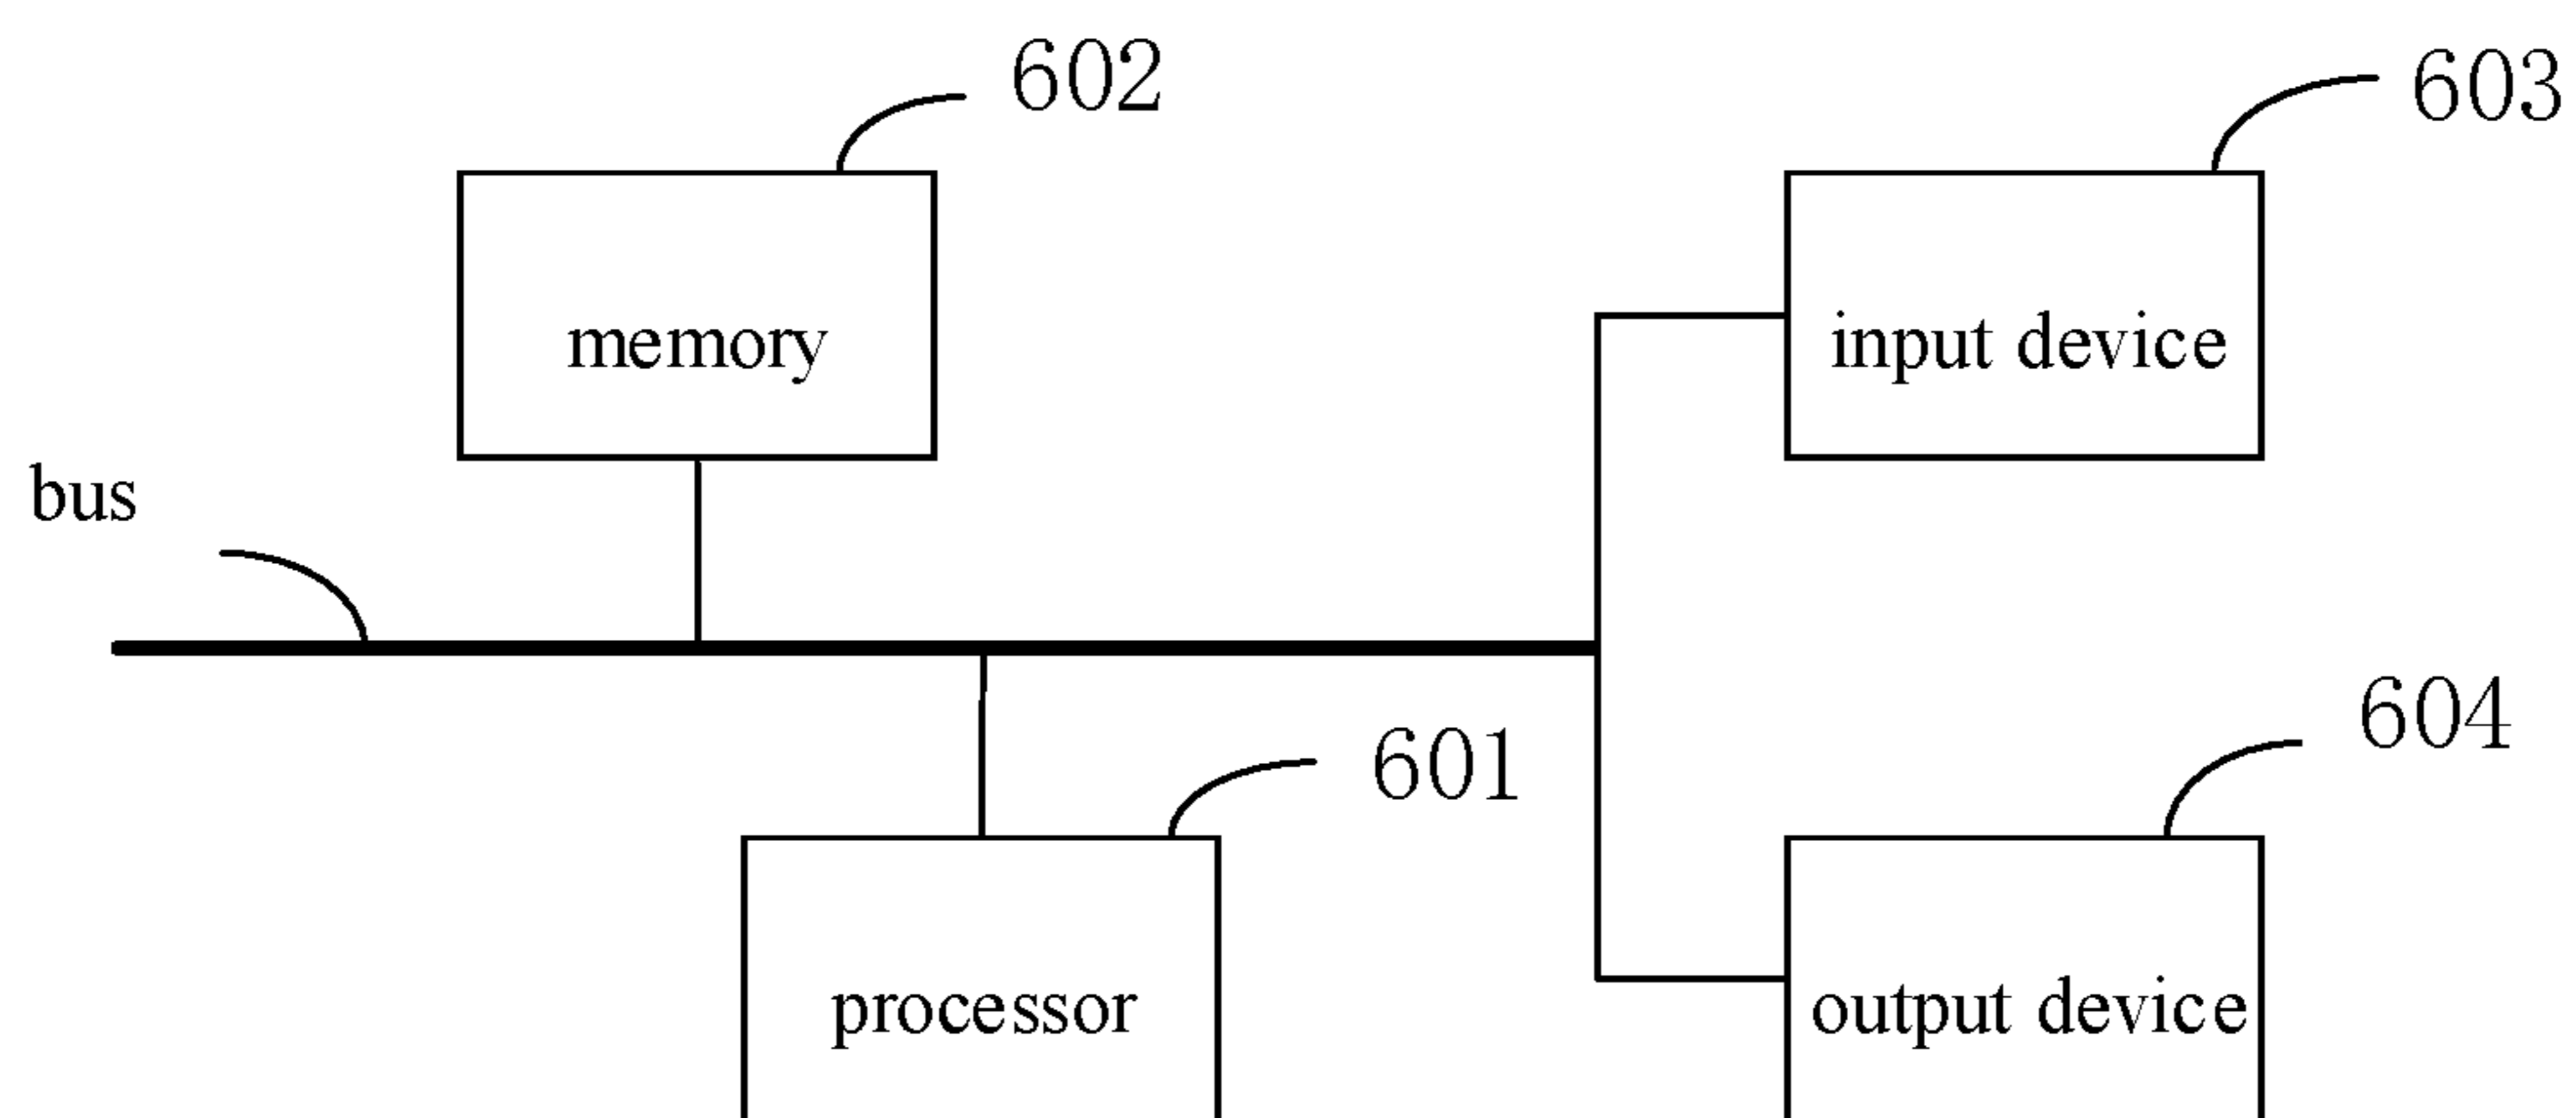 602
603
memory
input device
bus
604
601
processor
output device